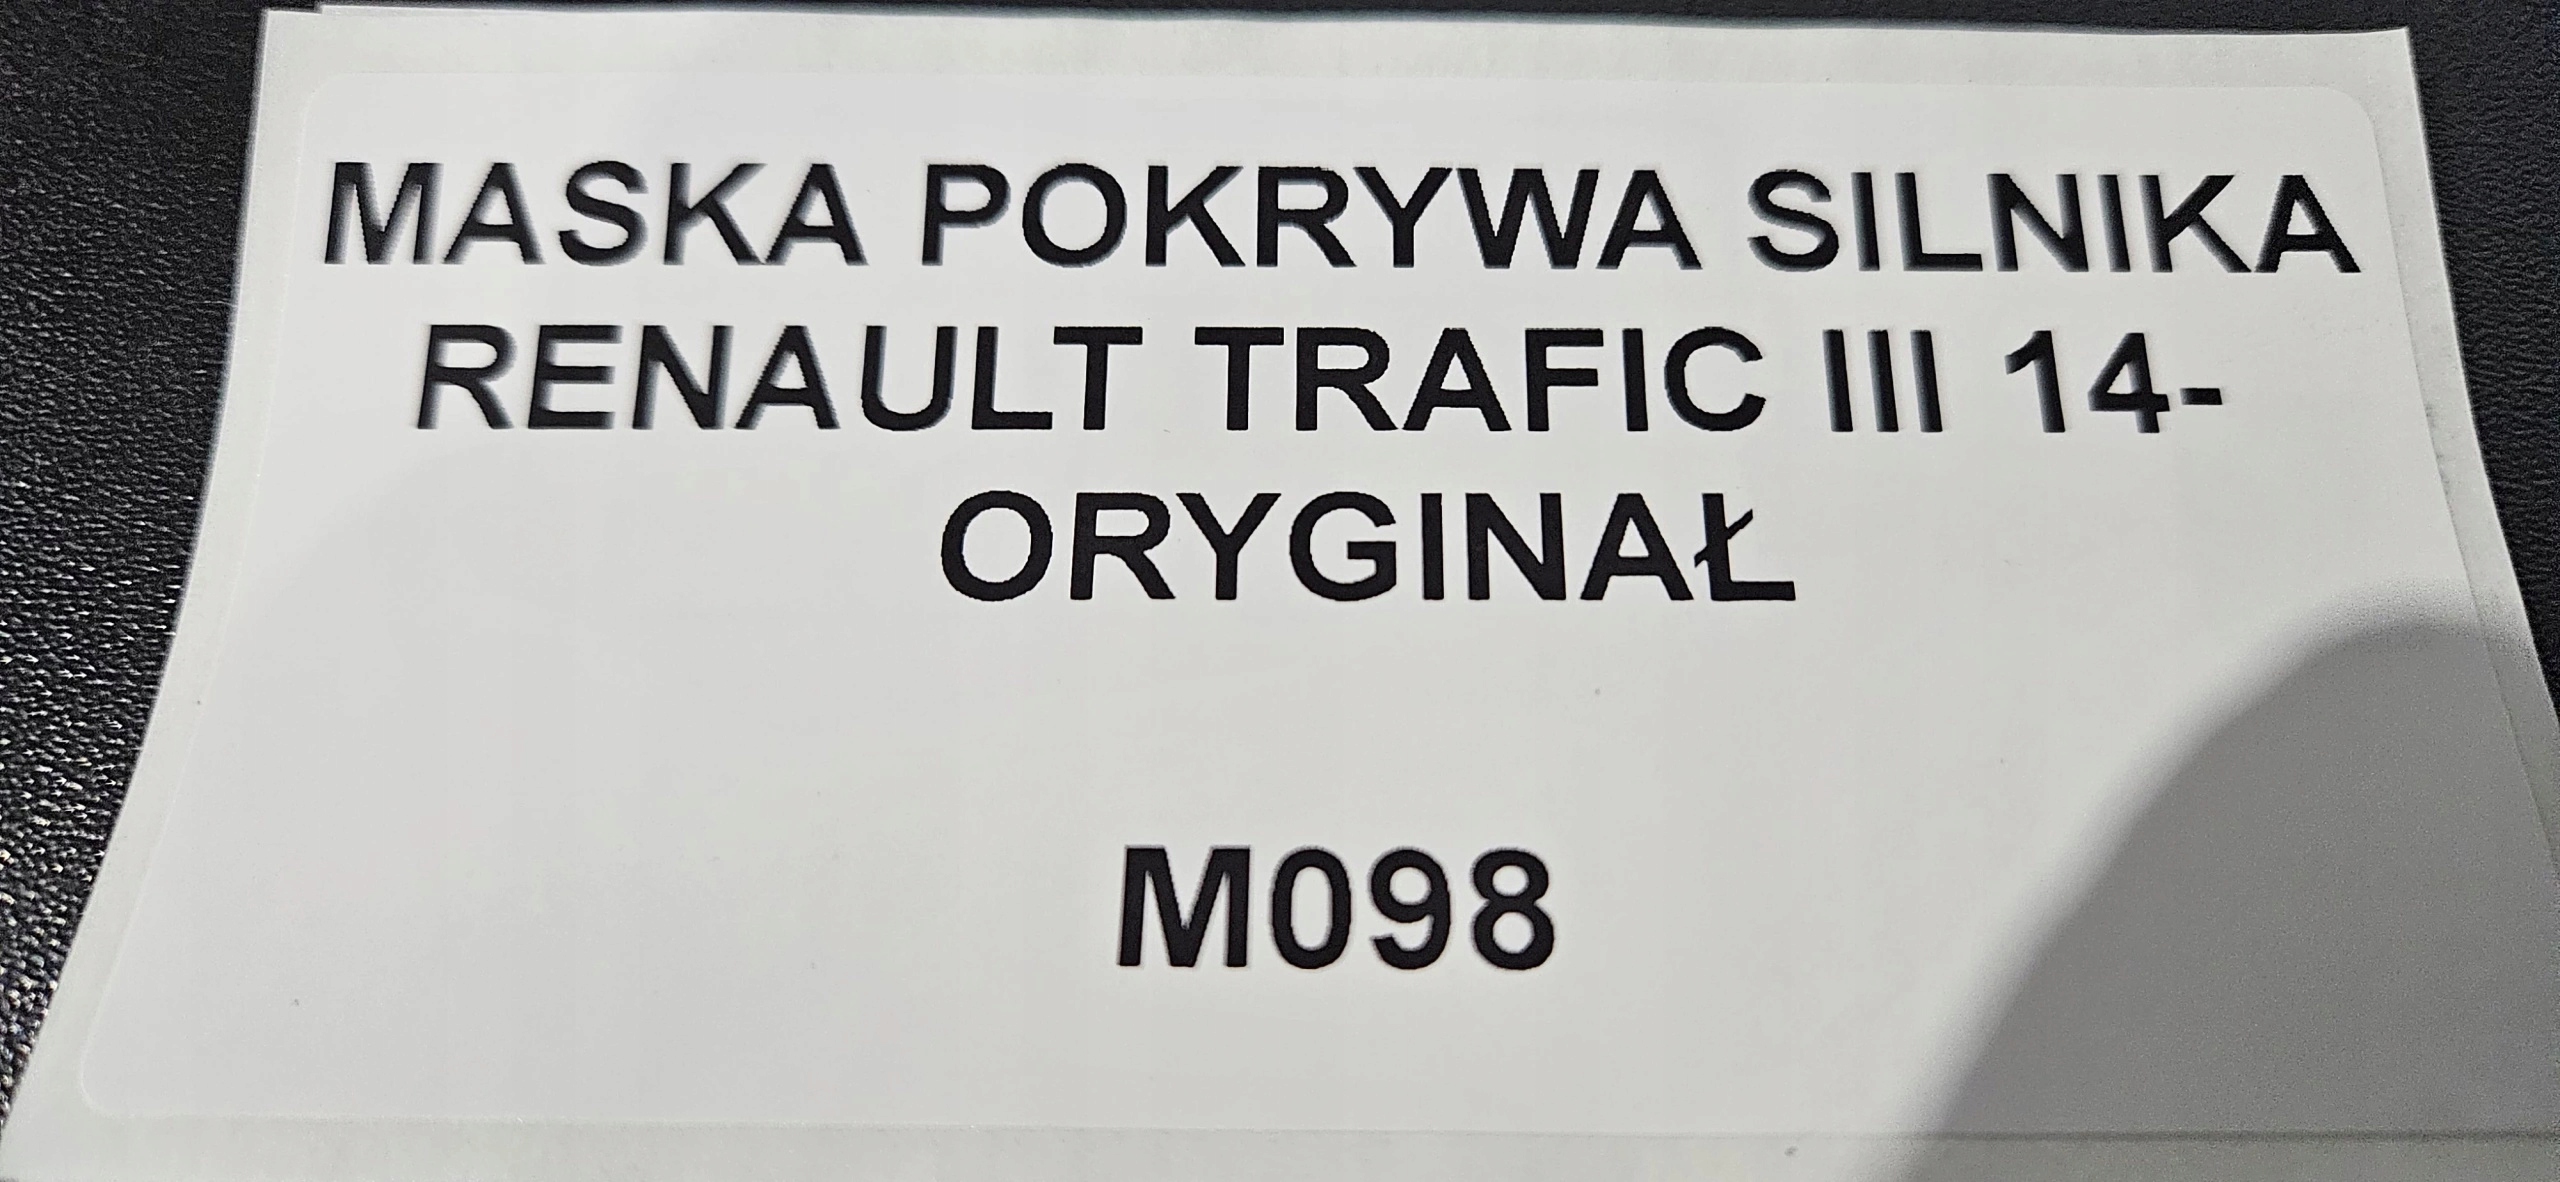 MASKA POKRYWA SILNIKA
RENAULT TRAFIC III 14-
ORYGINAŁ
M098